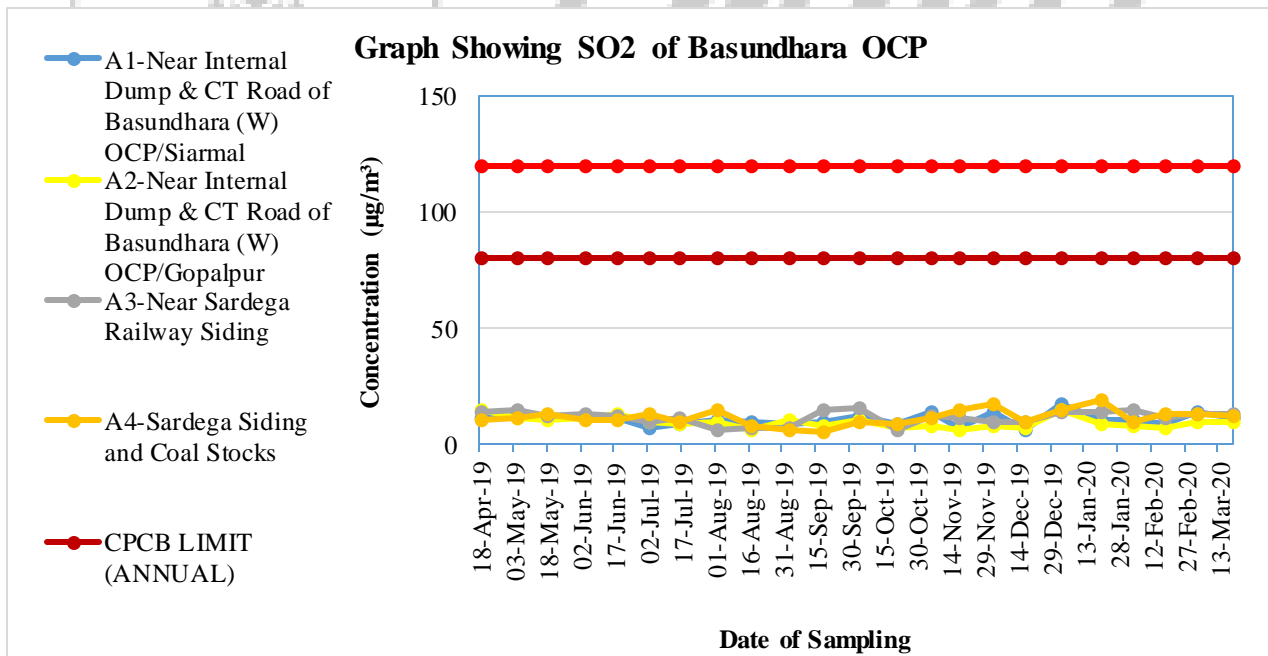 Graph Showing SO2 of Basundhara OCP
A1-Near Internal
Dump & CT Road of
Basundhara (W)
OCP/Siarmal
A2-Near Internal
Dump & CT Road of
Basundhara (W)
OCP/Gopalpur
A3-Near Sardega
Railway Siding
A4-Sardega Siding
and Coal Stocks
CPCB LIMIT
(ANNUAL)
Concentration (µg/m³)
150
100
50
0
18-Apr-19
03-May-19
18-May-19
02-Jun-19
17-Jun-19
02-Jul-19
17-Jul-19
01-Aug-19
16-Aug-19
31-Aug-19
15-Sep-19
30-Sep-19
15-Oct-19
30-Oct-19
14-Nov-19
29-Nov-19
14-Dec-19
29-Dec-19
13-Jan-20
28-Jan-20
12-Feb-20
27-Feb-20
13-Mar-20
Date of Sampling